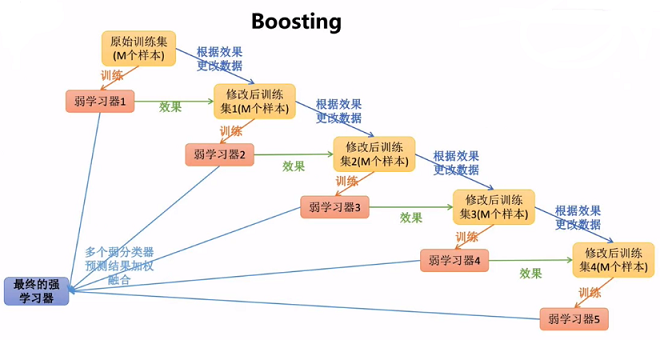 Boosting
原始训练集
(M个样本)
根据效果
更改数据
训练
弱学习器1
效果
修改后训练
集1(M个样本)
根据效果
更改数据
训练
弱学习器2
效果
修改后训练
集2(M个样本)
根据效果
更改数据
训练
弱学习器3
效果
修改后训练
集3(M个样本)
根据效果
更改数据
训练
弱学习器4
效果
修改后训练
集4(M个样本)
训练
弱学习器5
多个弱分类器
预测结果加权
融合
最终的强
学习器